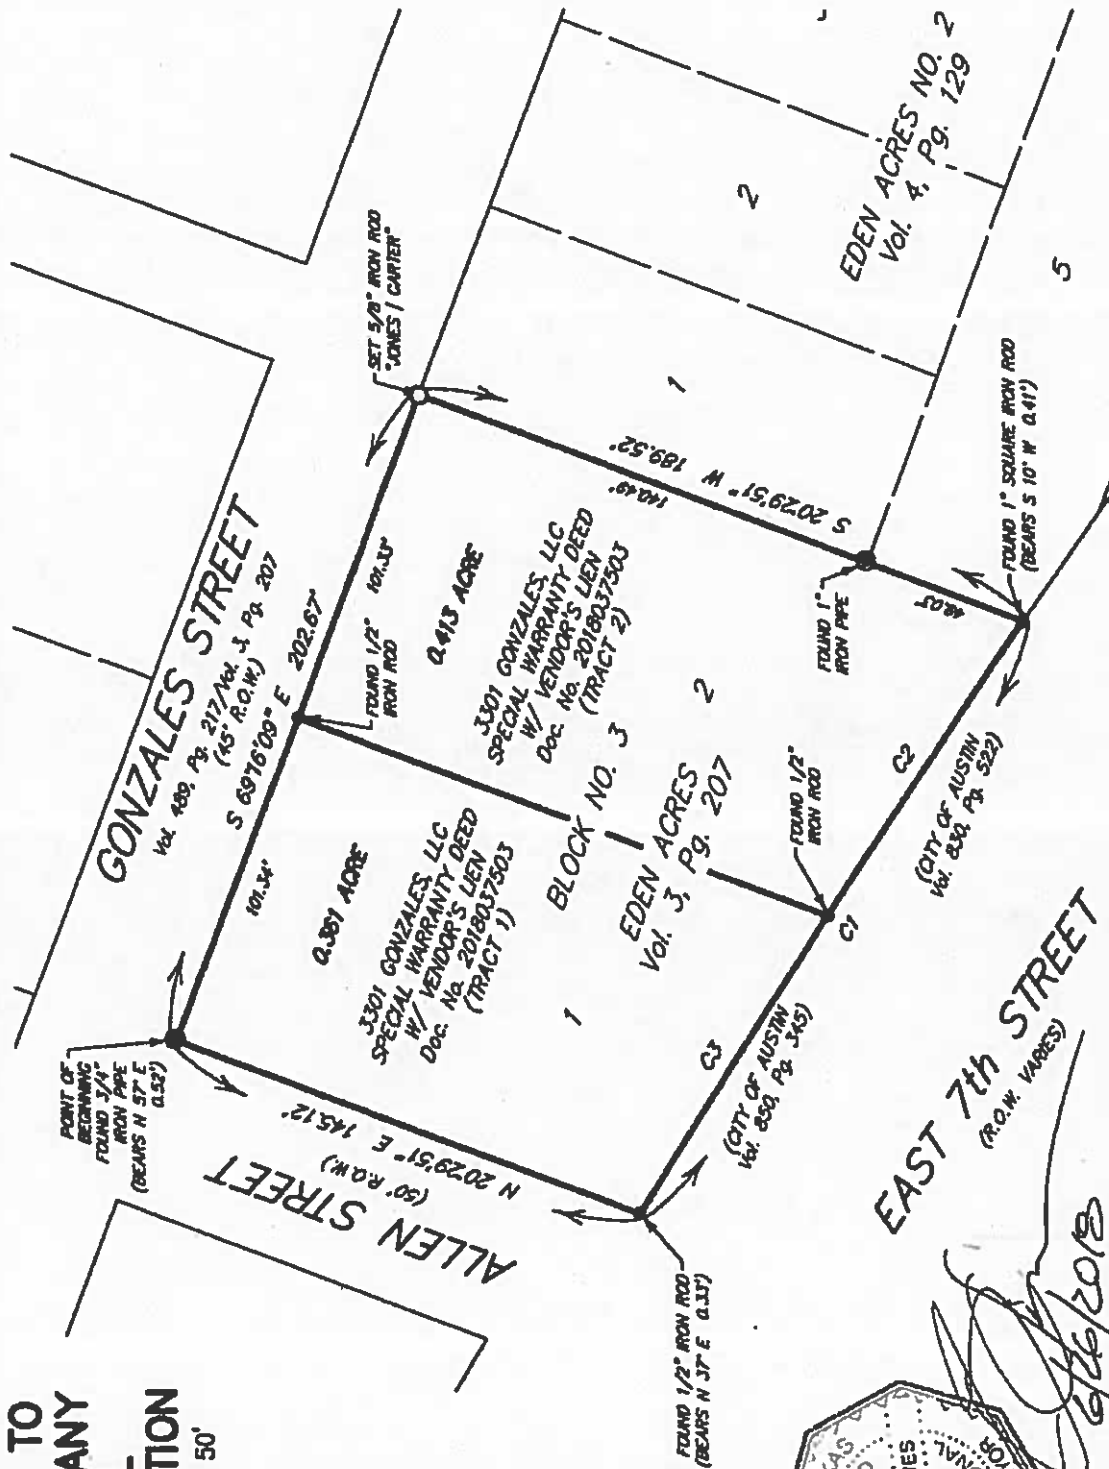 TO
ANY
TION
50'
GONZALES STREET
Vol. 489, Pg. 217/Vol. 3, Pg. 207
(45' R.O.W.)
S 69°16'09" E 202.67'
101.34'
101.33'
POINT OF
BEGINNING
FOUND 3/4"
IRON PIPE
(BEARS N 57° E
0.52')
SET 5/8" IRON ROD
"JONES | CARTER"
FOUND 1/2"
IRON ROD
0.361 ACRE
3301 GONZALES, LLC
SPECIAL WARRANTY DEED
W/ VENDOR'S LIEN
Doc. No. 2018037503
(TRACT 1)
0.413 ACRE
3301 GONZALES, LLC
SPECIAL WARRANTY DEED
W/ VENDOR'S LIEN
Doc. No. 2018037503
(TRACT 2)
BLOCK NO. 3
EDEN ACRES
Vol. 3, Pg. 207
1
2
S 20°29'51" W 189.52'
140.49'
FOUND 1"
IRON PIPE
FOUND 1" SQUARE IRON ROD
(BEARS S 10° W 0.41')
1
2
5
EDEN ACRES NO. 2
Vol. 4, Pg. 129
ALLEN STREET
(50' R.O.W.)
N 20°29'51" E 145.12'
FOUND 1/2"
IRON ROD
C1
C2
C3
(CITY OF AUSTIN
Vol. 830, Pg. 522)
(CITY OF AUSTIN
Vol. 850, Pg. 345)
FOUND 1/2" IRON ROD
(BEARS N 37° E 0.33')
EAST 7th STREET
(R.O.W. VARIES)
6/26/2018